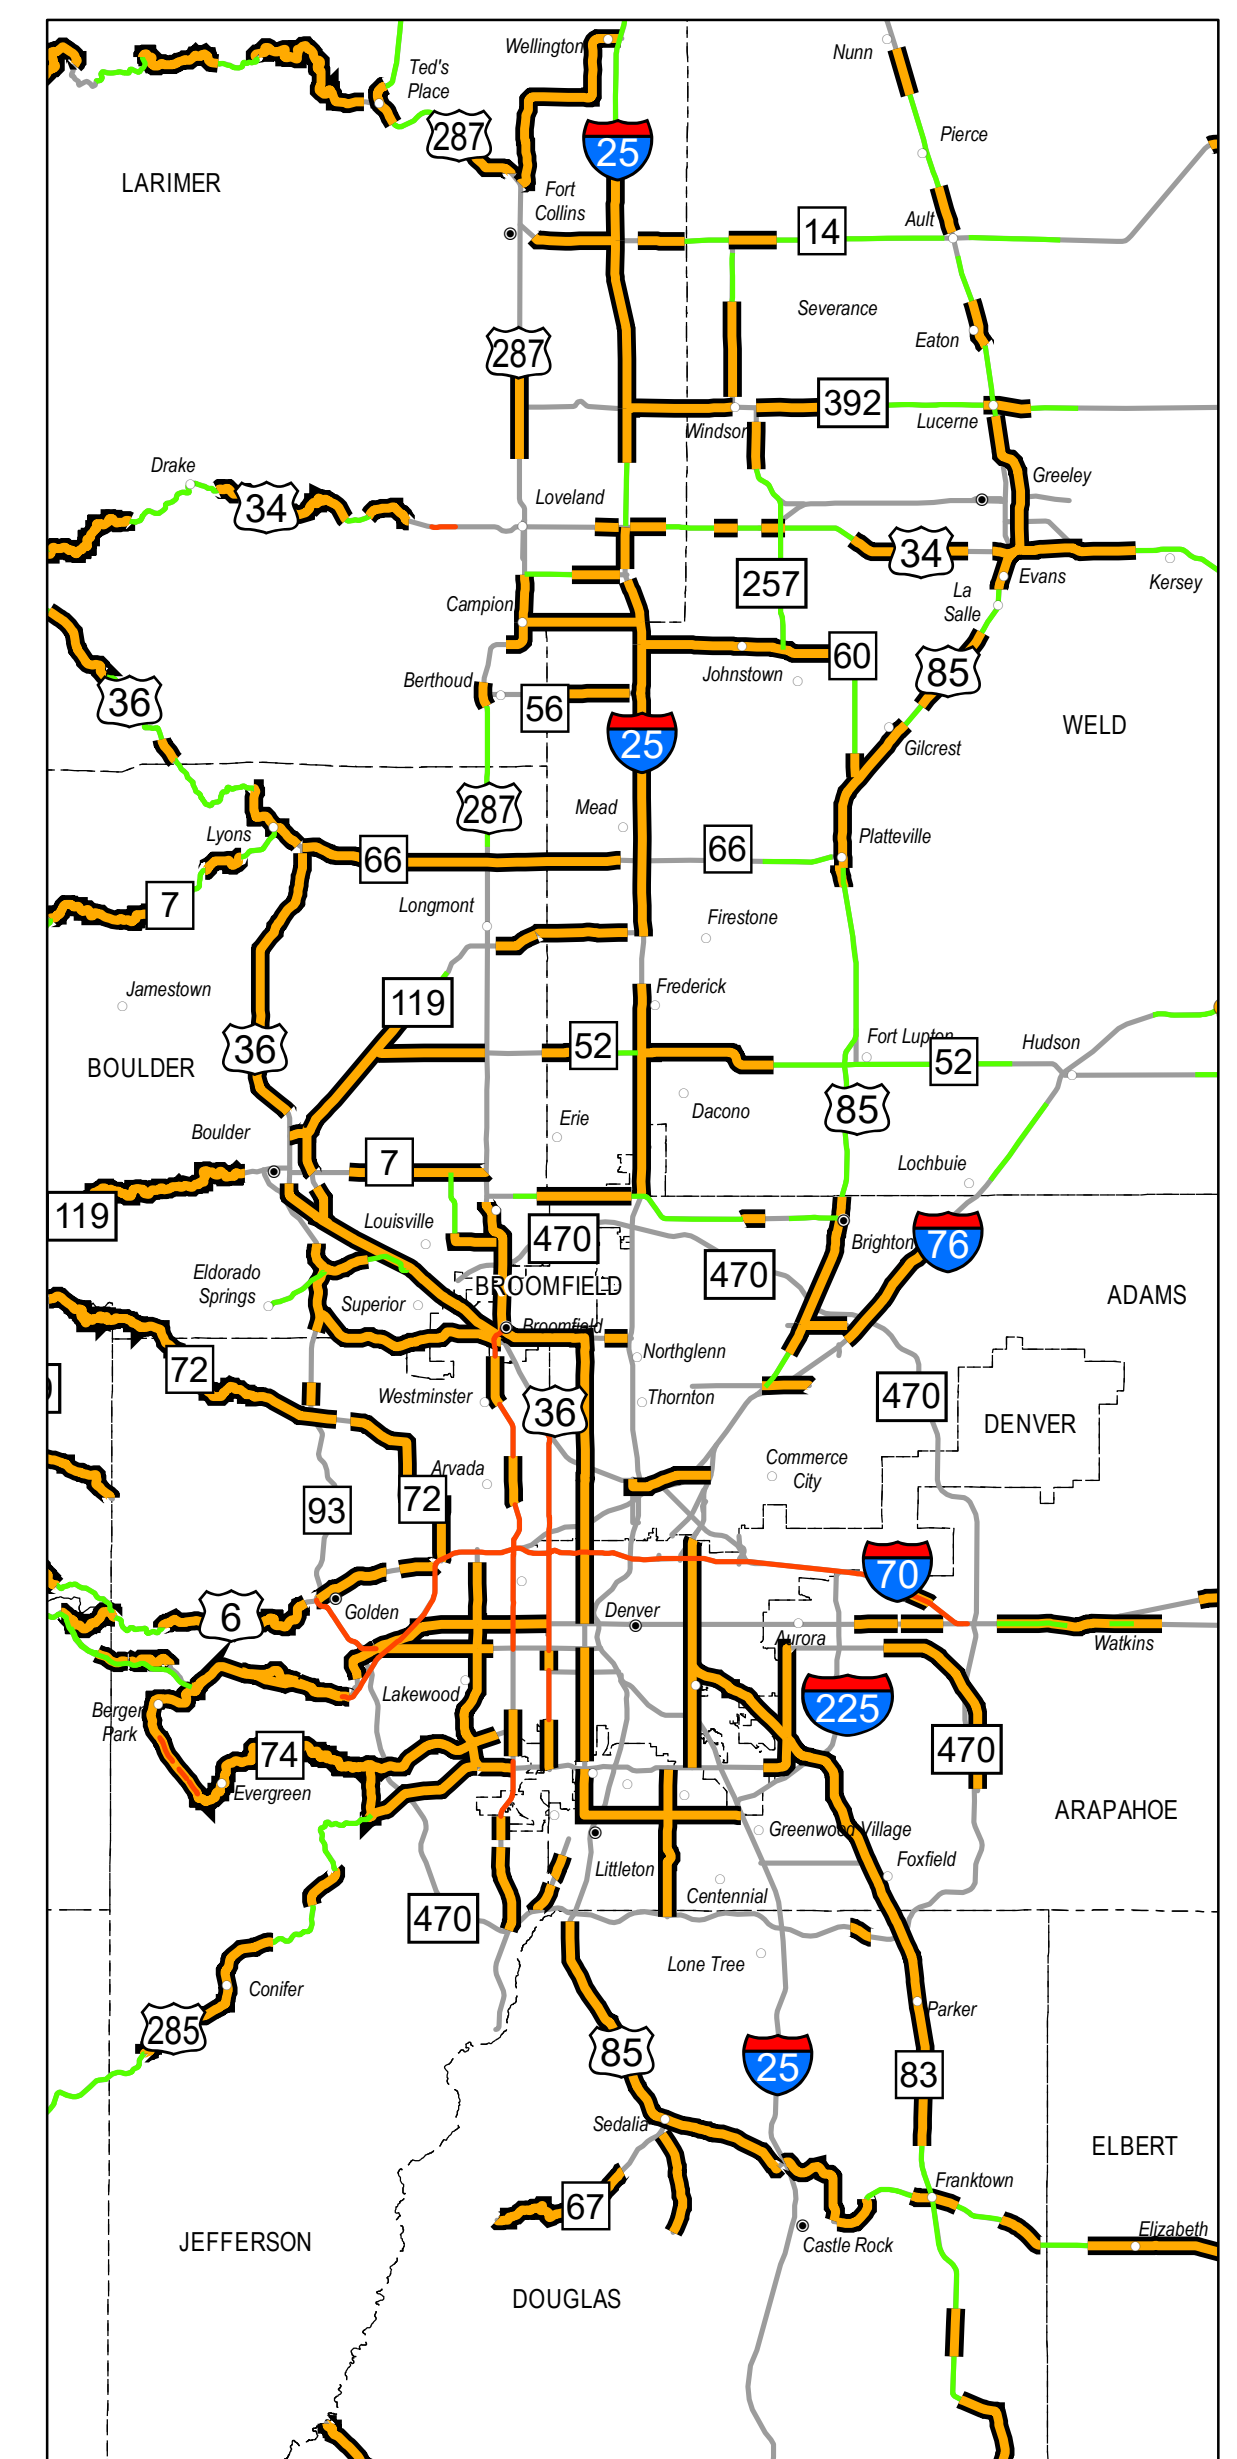 Wellington
Nunn
Ted's
Place
287
25
Pierce
LARIMER
Fort
Collins
Ault
14
Severance
287
Eaton
392
Windsor
Lucerne
Drake
Greeley
34
Loveland
34
257
Evans
Kersey
La
Salle
Campion
60
Johnstown
85
Berthoud
36
56
25
WELD
Gilcrest
287
Mead
Lyons
66
66
Platteville
7
Longmont
Firestone
Jamestown
119
Frederick
36
52
Fort Lupton
52
Hudson
BOULDER
Dacono
85
Erie
Boulder
7
Lochbuie
119
Louisville
470
Brighton
76
Eldorado
Springs
470
BROOMFIELD
Superior
ADAMS
Broomfield
Northglenn
72
Westminster
36
Thornton
470
DENVER
Arvada
Commerce
City
93
72
70
6
Golden
Denver
Aurora
Watkins
Lakewood
225
Berger
Park
74
470
Evergreen
ARAPAHOE
Greenwood Village
Littleton
Foxfield
Centennial
470
Lone Tree
Conifer
285
Parker
85
25
83
Sedalia
ELBERT
Franktown
67
Elizabeth
JEFFERSON
Castle Rock
DOUGLAS